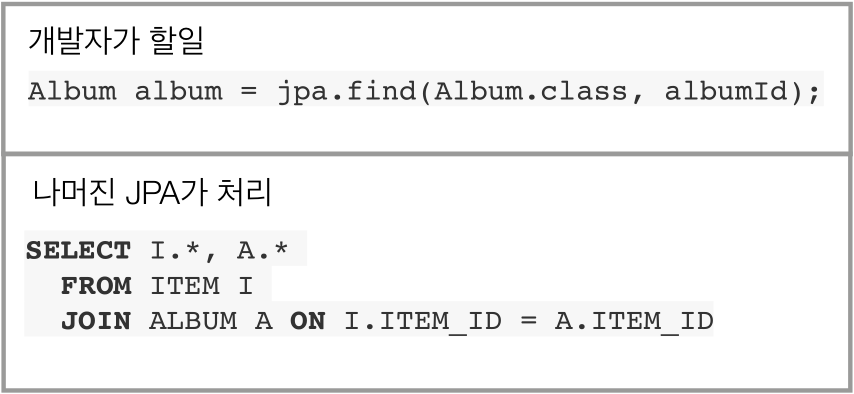 개발자가 할일
Album album = jpa.find(Album.class, albumId);
나머진 JPA가 처리
SELECT I.*, A.*
FROM ITEM I
JOIN ALBUM A ON I.ITEM_ID = A.ITEM_ID